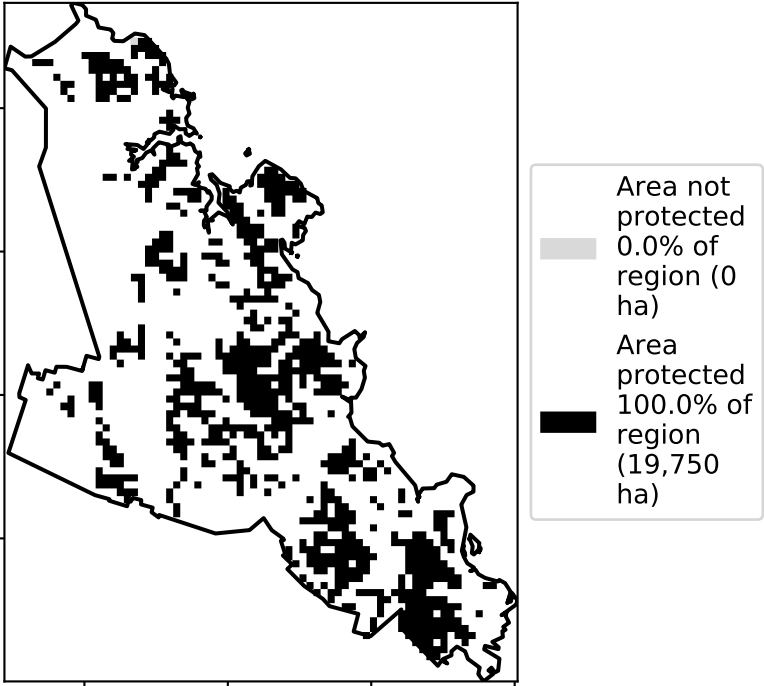 Area not
protected
0.0% of
region (0
ha)
Area
protected
100.0% of
region
(19,750
ha)